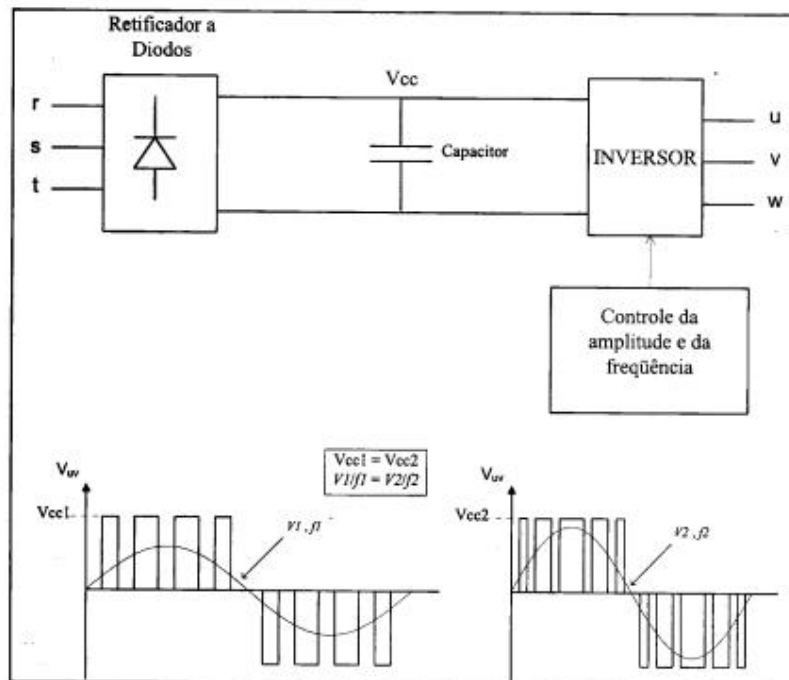 Retificador a
Diodos
Vcc
r
s
t
Capacitor
INVERSOR
u
v
w
Controle da
amplitude e da
freqüência
Vcc1 = Vcc2
V1/f1 = V2/f2
Vuv
Vcc1
V1 , f1
Vuv
Vcc2
V2 , f2